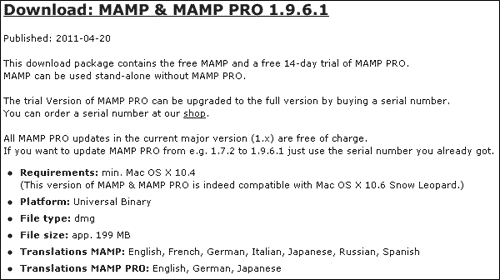 Download: MAMP & MAMP PRO 1.9.6.1
Published: 2011-04-20
This download package contains the free MAMP and a free 14-day trial of MAMP PRO.
MAMP can be used stand-alone without MAMP PRO.
The trial Version of MAMP PRO can be upgraded to the full version by buying a serial number.
You can order a serial number at our shop.
All MAMP PRO updates in the current major version (1.x) are free of charge.
If you want to update MAMP PRO from e.g. 1.7.2 to 1.9.6.1 just use the serial number you already got.
• Requirements: min. Mac OS X 10.4
(This version of MAMP & MAMP PRO is indeed compatible with Mac OS X 10.6 Snow Leopard.)
• Platform: Universal Binary
• File type: dmg
• File size: app. 199 MB
• Translations MAMP: English, French, German, Italian, Japanese, Russian, Spanish
• Translations MAMP PRO: English, German, Japanese